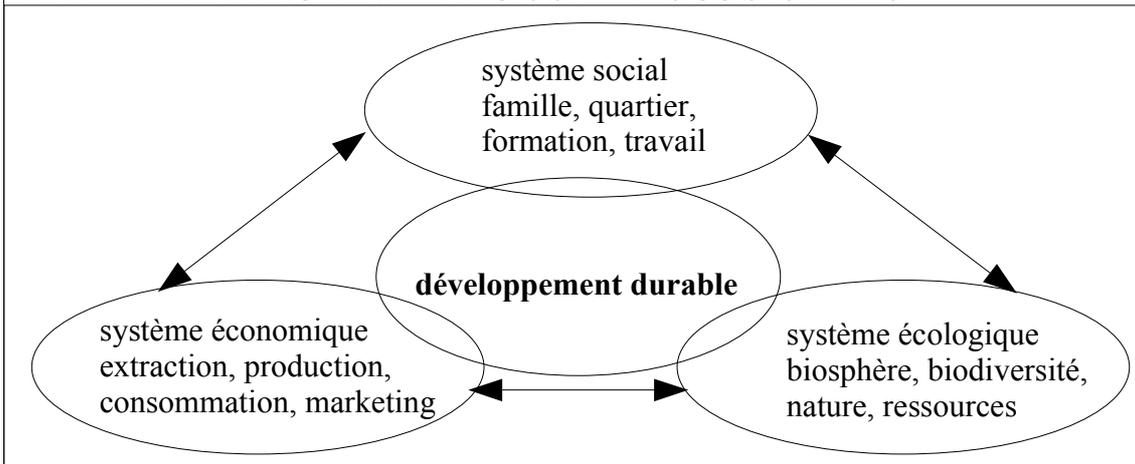 système social
famille, quartier,
formation, travail
développement durable
système économique
extraction, production,
consommation, marketing
système écologique
biosphère, biodiversité,
nature, ressources